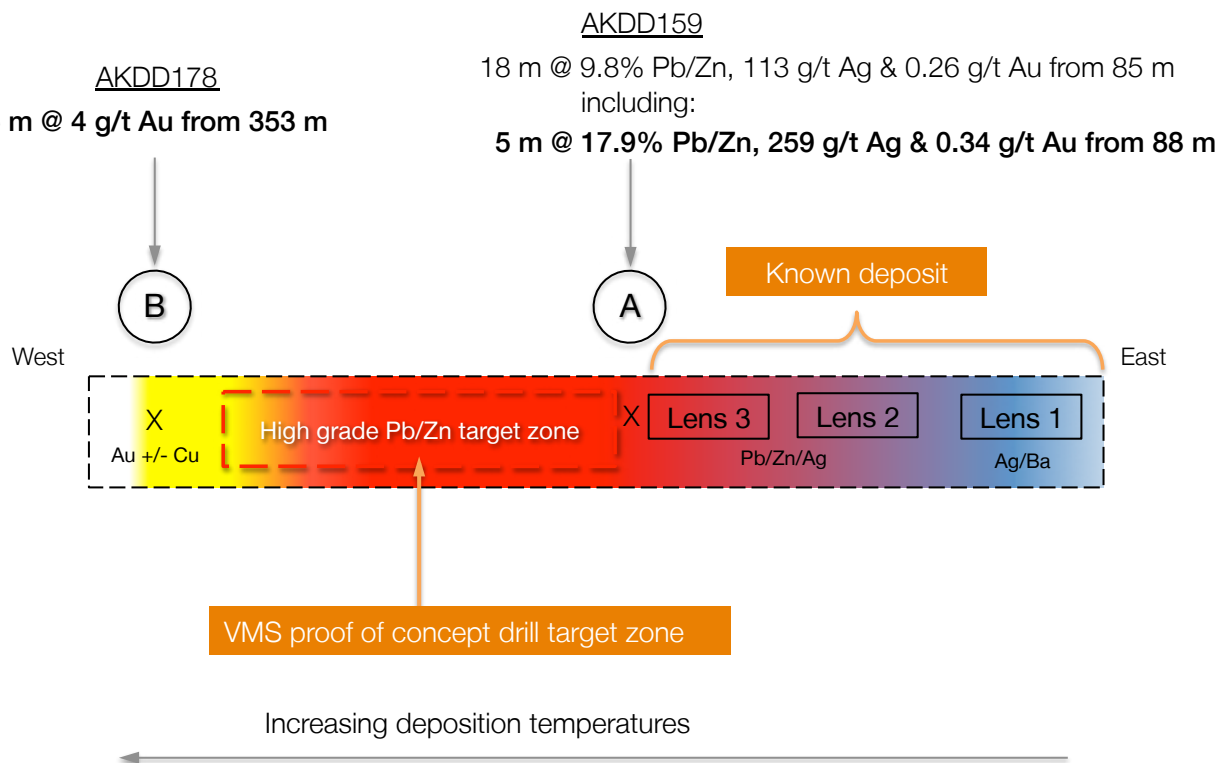 AKDD159
18 m @ 9.8% Pb/Zn, 113 g/t Ag & 0.26 g/t Au from 85 m
including:
5 m @ 17.9% Pb/Zn, 259 g/t Ag & 0.34 g/t Au from 88 m
AKDD178
m @ 4 g/t Au from 353 m
Known deposit
B
A
West
East
X
Au +/- Cu
High grade Pb/Zn target zone
X
Lens 3
Lens 2
Lens 1
Pb/Zn/Ag
Ag/Ba
VMS proof of concept drill target zone
Increasing deposition temperatures